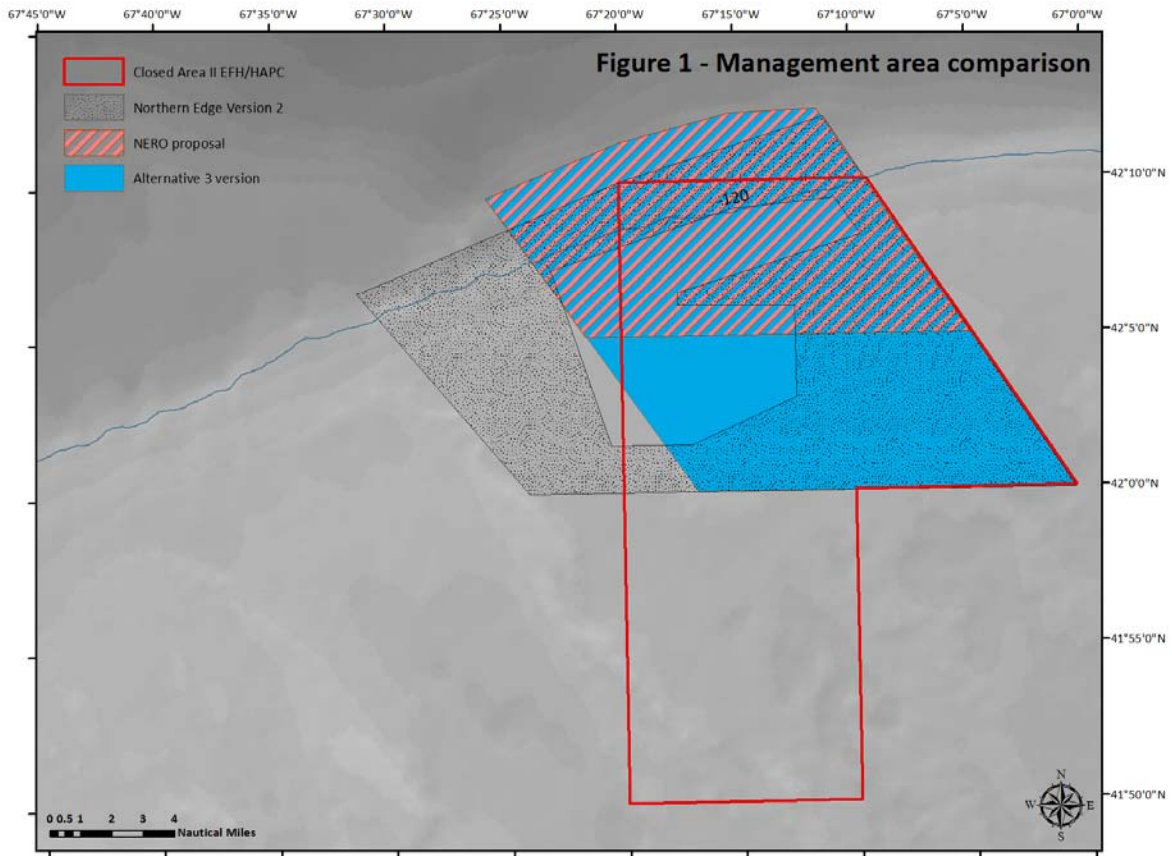 67°45'0"W 67°40'0"W 67°35'0"W 67°30'0"W 67°25'0"W 67°20'0"W 67°15'0"W 67°10'0"W 67°5'0"W 67°0'0"W
Figure 1 - Management area comparison
Closed Area II EFH/HAPC
Northern Edge Version 2
NERO proposal
Alternative 3 version
42°10'0"N
-120
42°5'0"N
42°0'0"N
41°55'0"N
41°50'0"N
N
W E
S
0 0.5 1 2 3 4
Nautical Miles